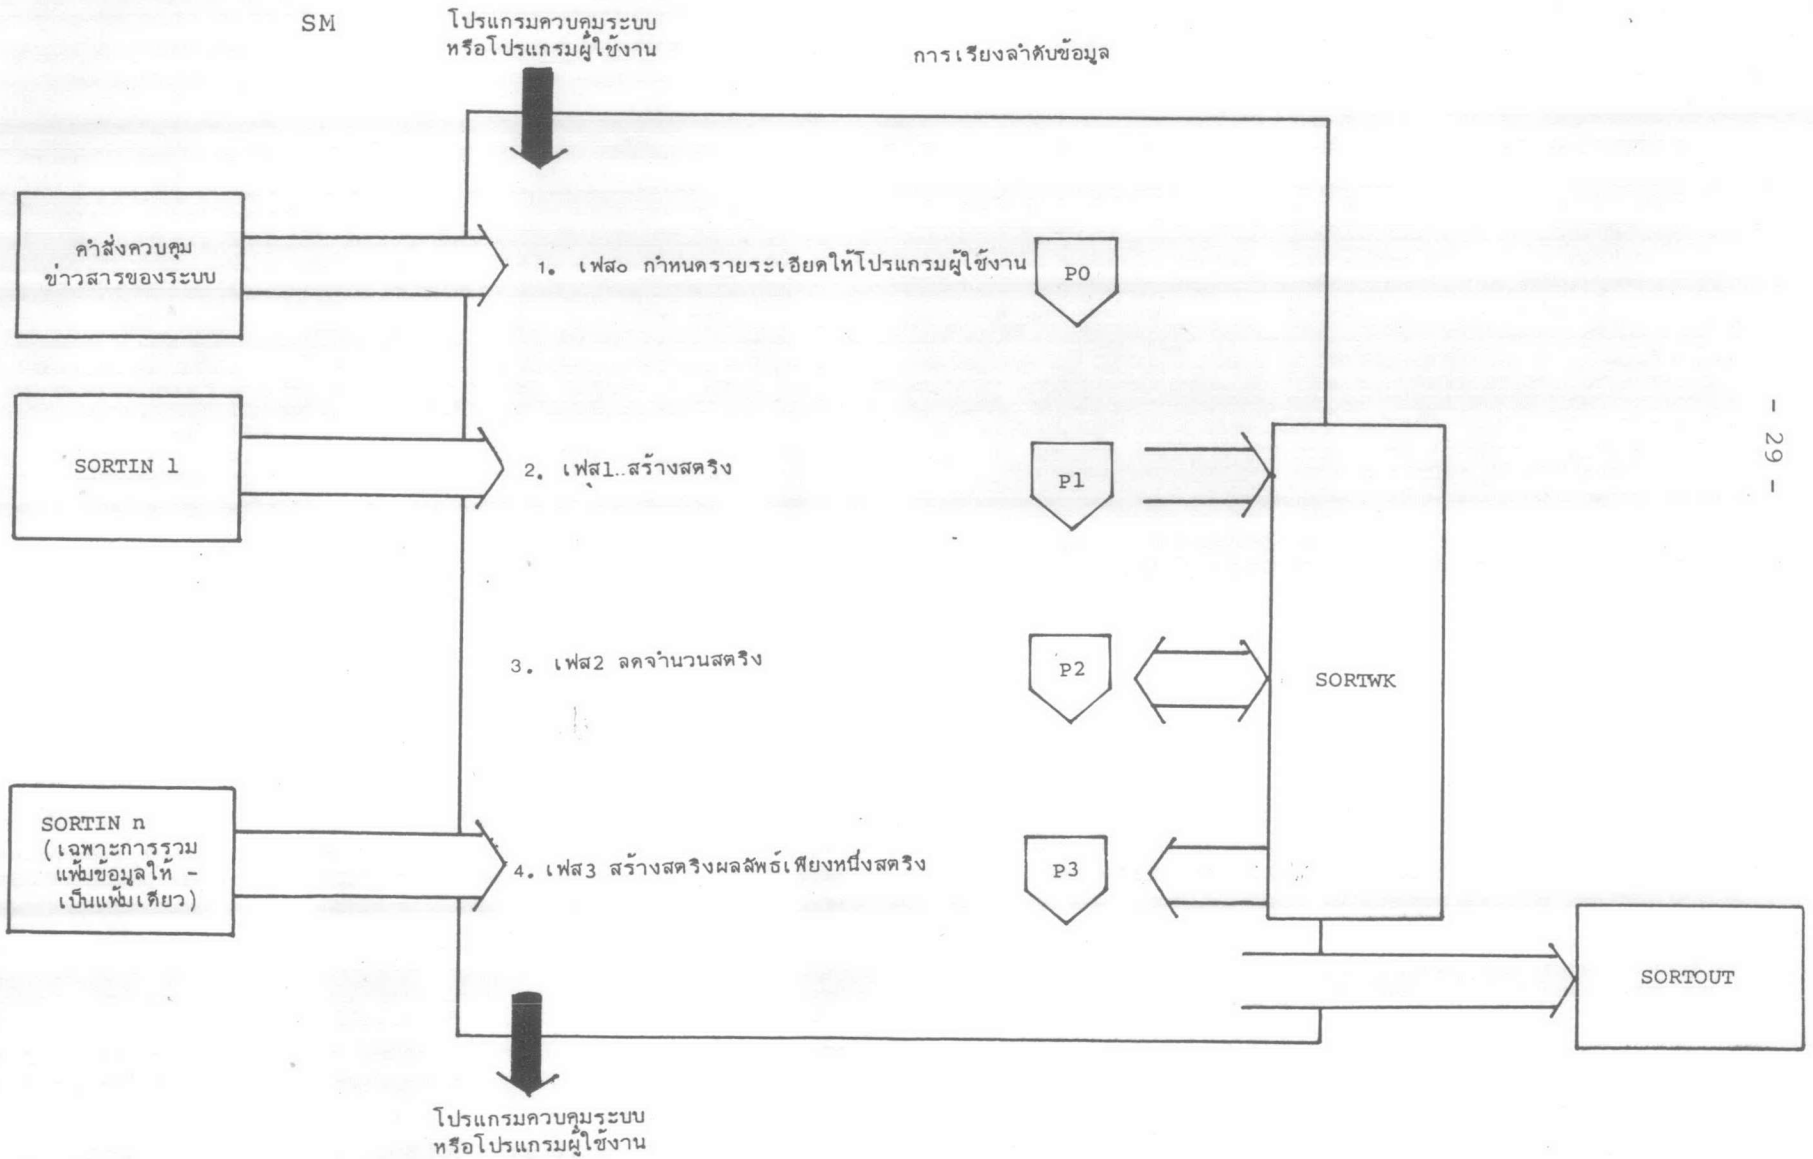 SM
โปรแกรมควบคุมระบบ
หรือโปรแกรมผู้ใช้งาน
การเรียงลำดับข้อมูล
คำสั่งควบคุม
ข่าวสารของระบบ
1. เฟส๐ กำหนดรายระเอียดให้โปรแกรมผู้ใช้งาน
P0
SORTIN 1
2. เฟส1..สร้างสตริง
P1
- 29 -
3. เฟส2 ลดจำนวนสตริง
P2
SORTWK
SORTIN n
(เฉพาะการรวม
แฟ้มข้อมูลให้ -
เป็นแฟ้มเดียว)
4. เฟส3 สร้างสตริงผลลัพธ์เพียงหนึ่งสตริง
P3
SORTOUT
โปรแกรมควบคุมระบบ
หรือโปรแกรมผู้ใช้งาน